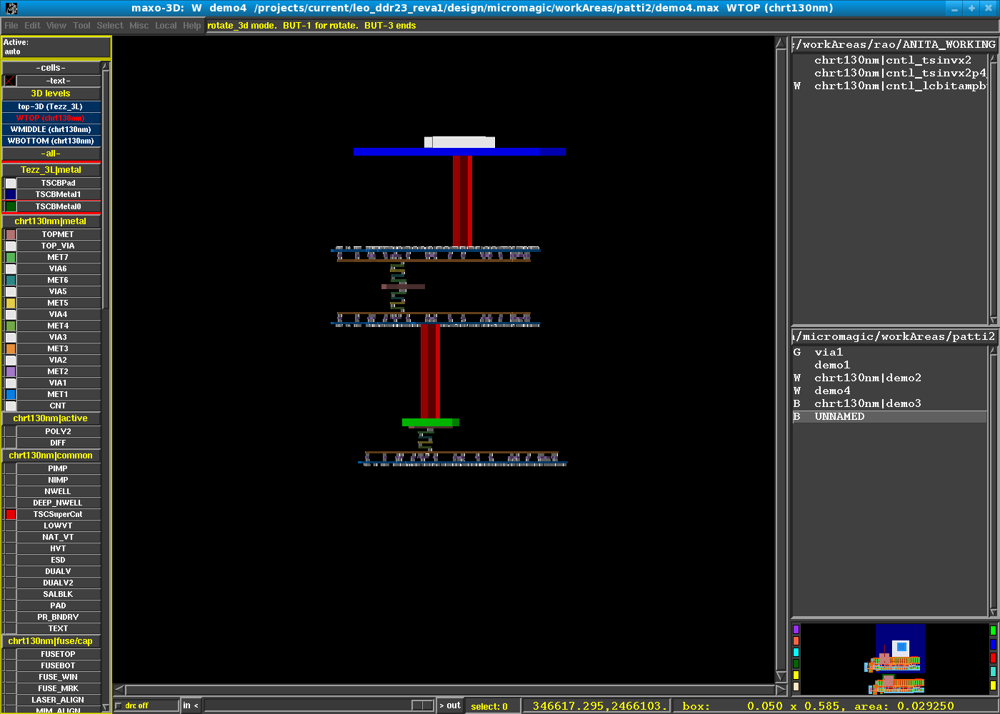 maxo-3D:  W  demo4  /projects/current/leo_ddr23_reva1/design/micromagic/workAreas/patti2/demo4.max  WTOP (chrt130nm)
File Edit View Tool Select Misc Local Help
rotate_3d mode.  BUT-1 for rotate.  BUT-3 ends
Active:
auto
-cells-
-text-
3D levels
top-3D (Tezz_3L)
WTOP (chrt130nm)
WMIDDLE (chrt130nm)
WBOTTOM (chrt130nm)
-all-
Tezz_3L|metal
TSCBPad
TSCBMetal1
TSCBMetal0
chrt130nm|metal
TOPMET
TOP_VIA
MET7
VIA6
MET6
VIA5
MET5
VIA4
MET4
VIA3
MET3
VIA2
MET2
VIA1
MET1
CNT
chrt130nm|active
POLY2
DIFF
chrt130nm|common
PIMP
NIMP
NWELL
DEEP_NWELL
TSCSuperCnt
LOWVT
NAT_VT
HVT
ESD
DUALV
DUALV2
SALBLK
PAD
PR_BNDRY
TEXT
chrt130nm|fuse/cap
FUSETOP
FUSEBOT
FUSE_WIN
FUSE_MRK
LASER_ALIGN
MIM_ALIGN
/workAreas/rao/ANITA_WORKING
chrt130nm|cntl_tsinvx2
chrt130nm|cntl_tsinvx2p4
W chrt130nm|cntl_lcbitampb
/micromagic/workAreas/patti2
G via1
demo1
W chrt130nm|demo2
W demo4
B chrt130nm|demo3
B UNNAMED
drc off
in <
> out
select: 0
346617.295,2466103.
box: 0.050 x 0.585, area: 0.029250